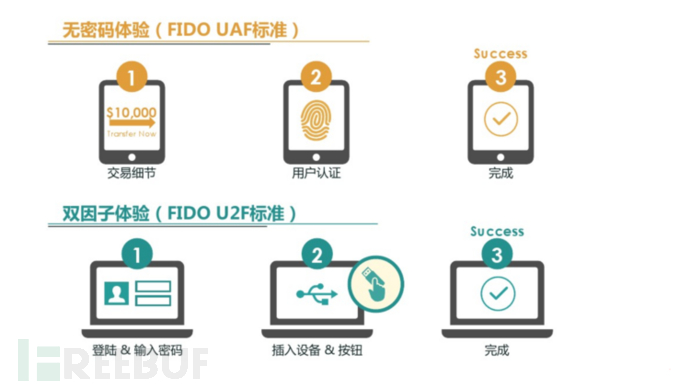 无密码体验（FIDO UAF标准）
Success
1
2
3
$10,000
Transfer Now
交易细节
用户认证
完成
双因子体验（FIDO U2F标准）
Success
1
2
3
登陆 & 输入密码
插入设备 & 按钮
完成
FREEBUF